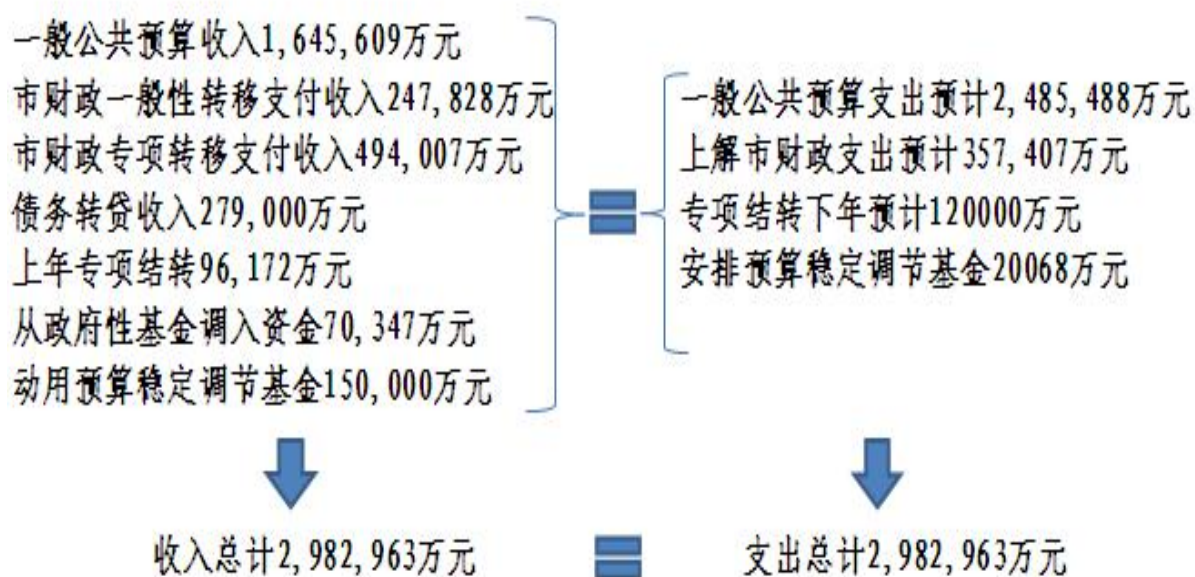 一般公共预算收入1,645,609万元
市财政一般性转移支付收入247,828万元
市财政专项转移支付收入494,007万元
债务转贷收入279,000万元
上年专项结转96,172万元
从政府性基金调入资金70,347万元
动用预算稳定调节基金150,000万元
一般公共预算支出预计2,485,488万元
上解市财政支出预计357,407万元
专项结转下年预计120000万元
安排预算稳定调节基金20068万元
收入总计2,982,963万元
支出总计2,982,963万元